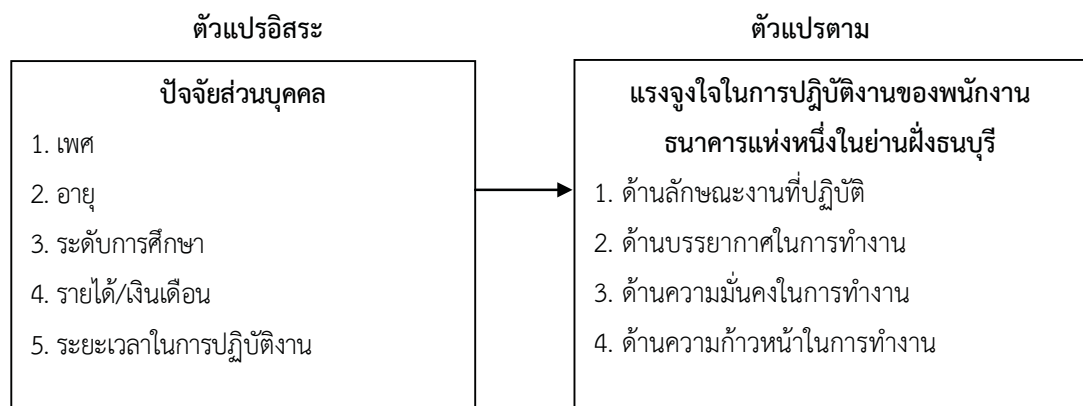 ตัวแปรอิสระ
ปัจจัยส่วนบุคคล
1. เพศ
2. อายุ
3. ระดับการศึกษา
4. รายได้/เงินเดือน
5. ระยะเวลาในการปฏิบัติงาน
ตัวแปรตาม
แรงจูงใจในการปฎิบัติงานของพนักงาน
ธนาคารแห่งหนึ่งในย่านฝั่งธนบุรี
1. ด้านลักษณะงานที่ปฏิบัติ
2. ด้านบรรยากาศในการทำงาน
3. ด้านความมั่นคงในการทำงาน
4. ด้านความก้าวหน้าในการทำงาน